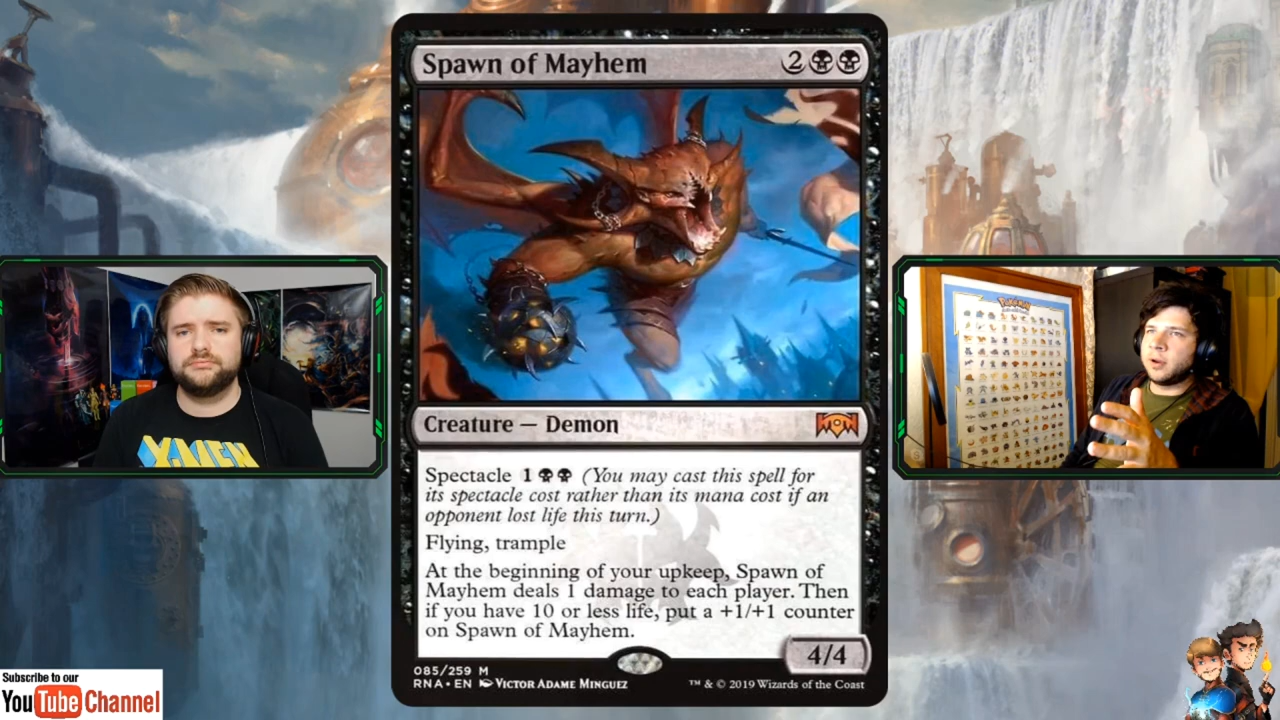 Spawn of Mayhem 2
Creature — Demon
Spectacle 1 (You may cast this spell for
its spectacle cost rather than its mana cost if an
opponent lost life this turn.)
Flying, trample
At the beginning of your upkeep, Spawn of
Mayhem deals 1 damage to each player. Then
if you have 10 or less life, put a +1/+1 counter
on Spawn of Mayhem.
4/4
085/259 M
RNA • EN Victor Adame Minguez
™ & © 2019 Wizards of the Coast
X-MEN
POKéMON
Subscribe to our
YouTube Channel